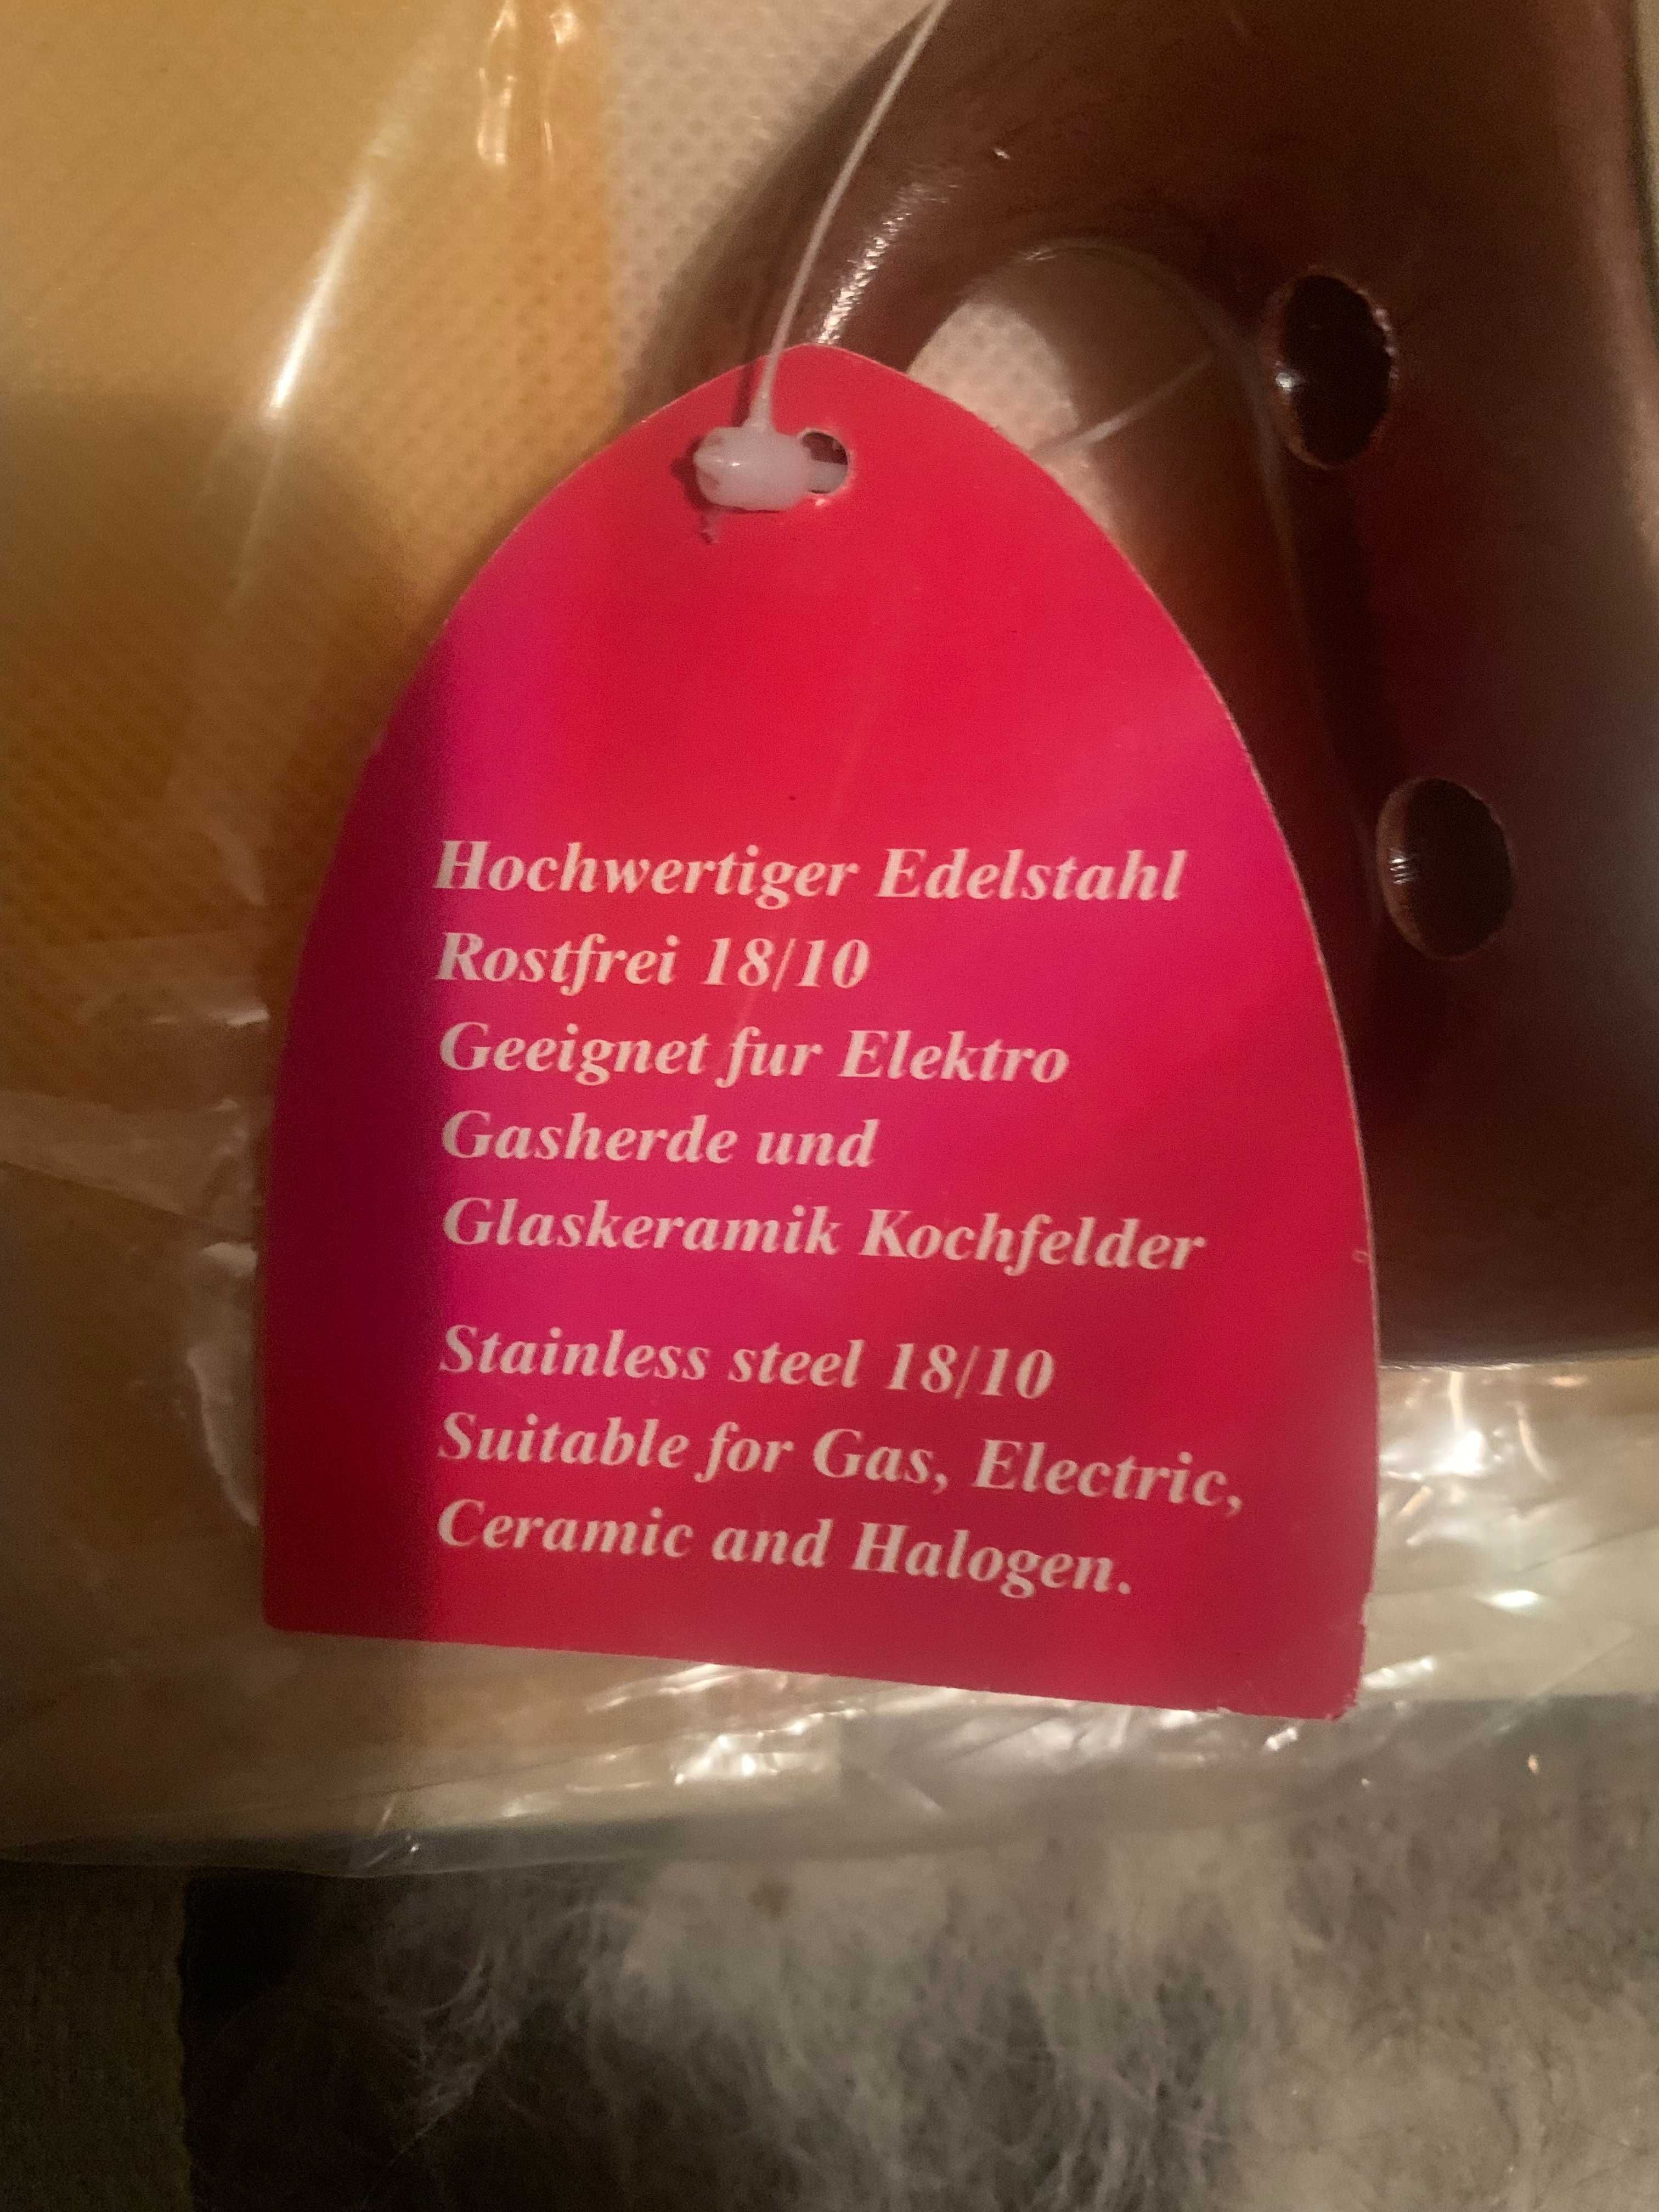 Hochwertiger Edelstahl
Rostfrei 18/10
Geeignet fur Elektro
Gasherde und
Glaskeramik Kochfelder
Stainless steel 18/10
Suitable for Gas, Electric,
Ceramic and Halogen.